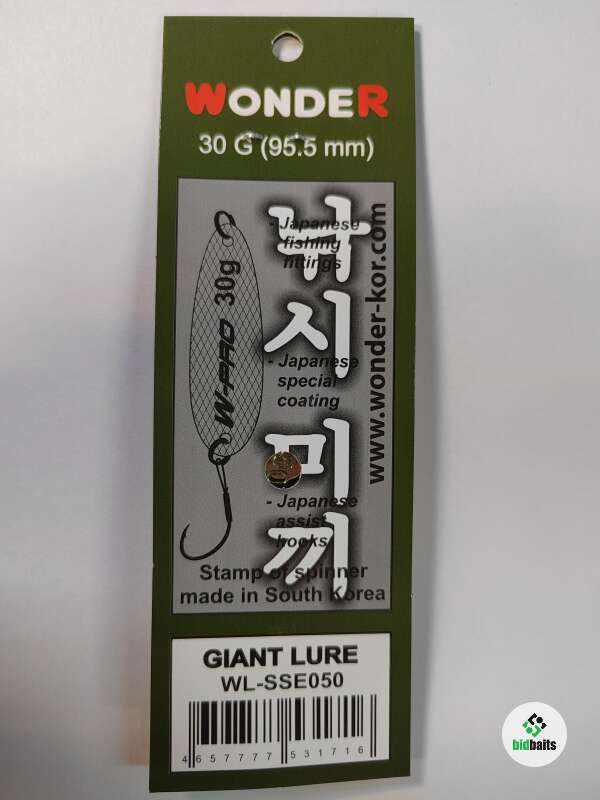 WONDER
30 G (95.5 mm)
W-PRO 30g
낚시 미끼
- Japanese
fishing
fittings
- Japanese
special
coating
- Japanese
assist
hooks
www.wonder-kor.com
Stamp of spinner
made in South Korea
GIANT LURE
WL-SSE050
4 657777 531716
bidbaits